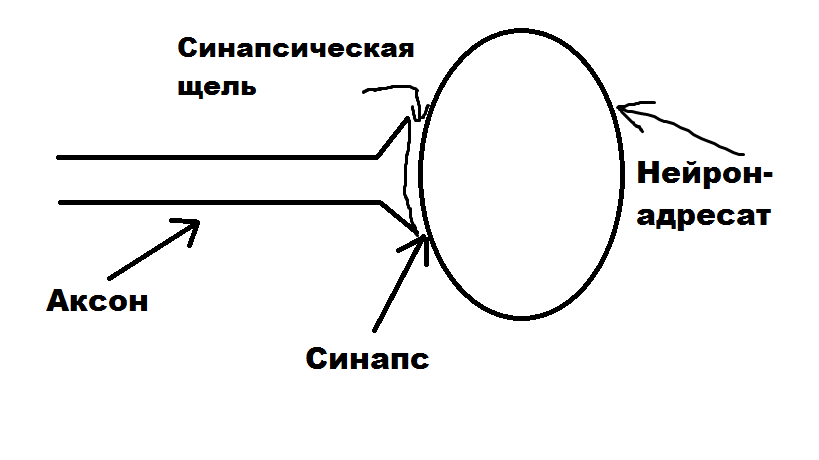 Синапсическая
щель
Нейрон-
адресат
Аксон
Синапс